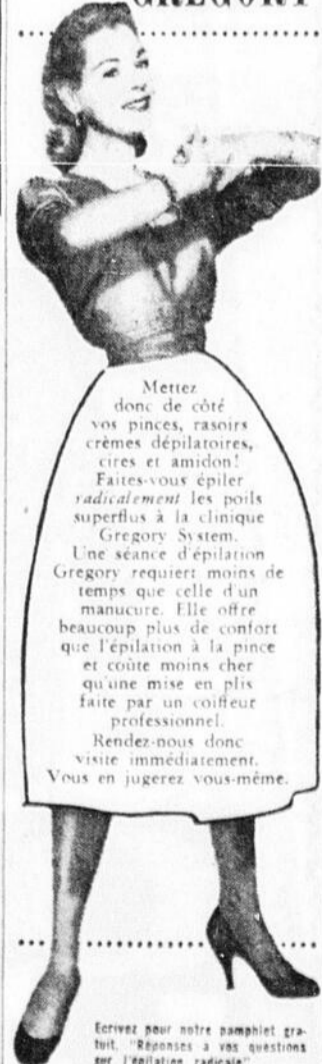 GREGORY
Mettez
donc de côté
vos pinces, rasoirs
crèmes dépilatoires,
cires et amidon!
Faites-vous épiler
radicalement les poils
superflus à la clinique
Gregory System.
Une séance d'épilation
Gregory requiert moins de
temps que celle d'un
manucure. Elle offre
beaucoup plus de confort
que l'épilation à la pince
et coûte moins cher
qu'une mise en plis
faite par un coiffeur
professionnel.
Rendez-nous donc
visite immédiatement.
Vous en jugerez vous-même.
Ecrivez pour notre pamphlet gra-
tuit. "Réponses a vos questions
sur l'épilation radicale"